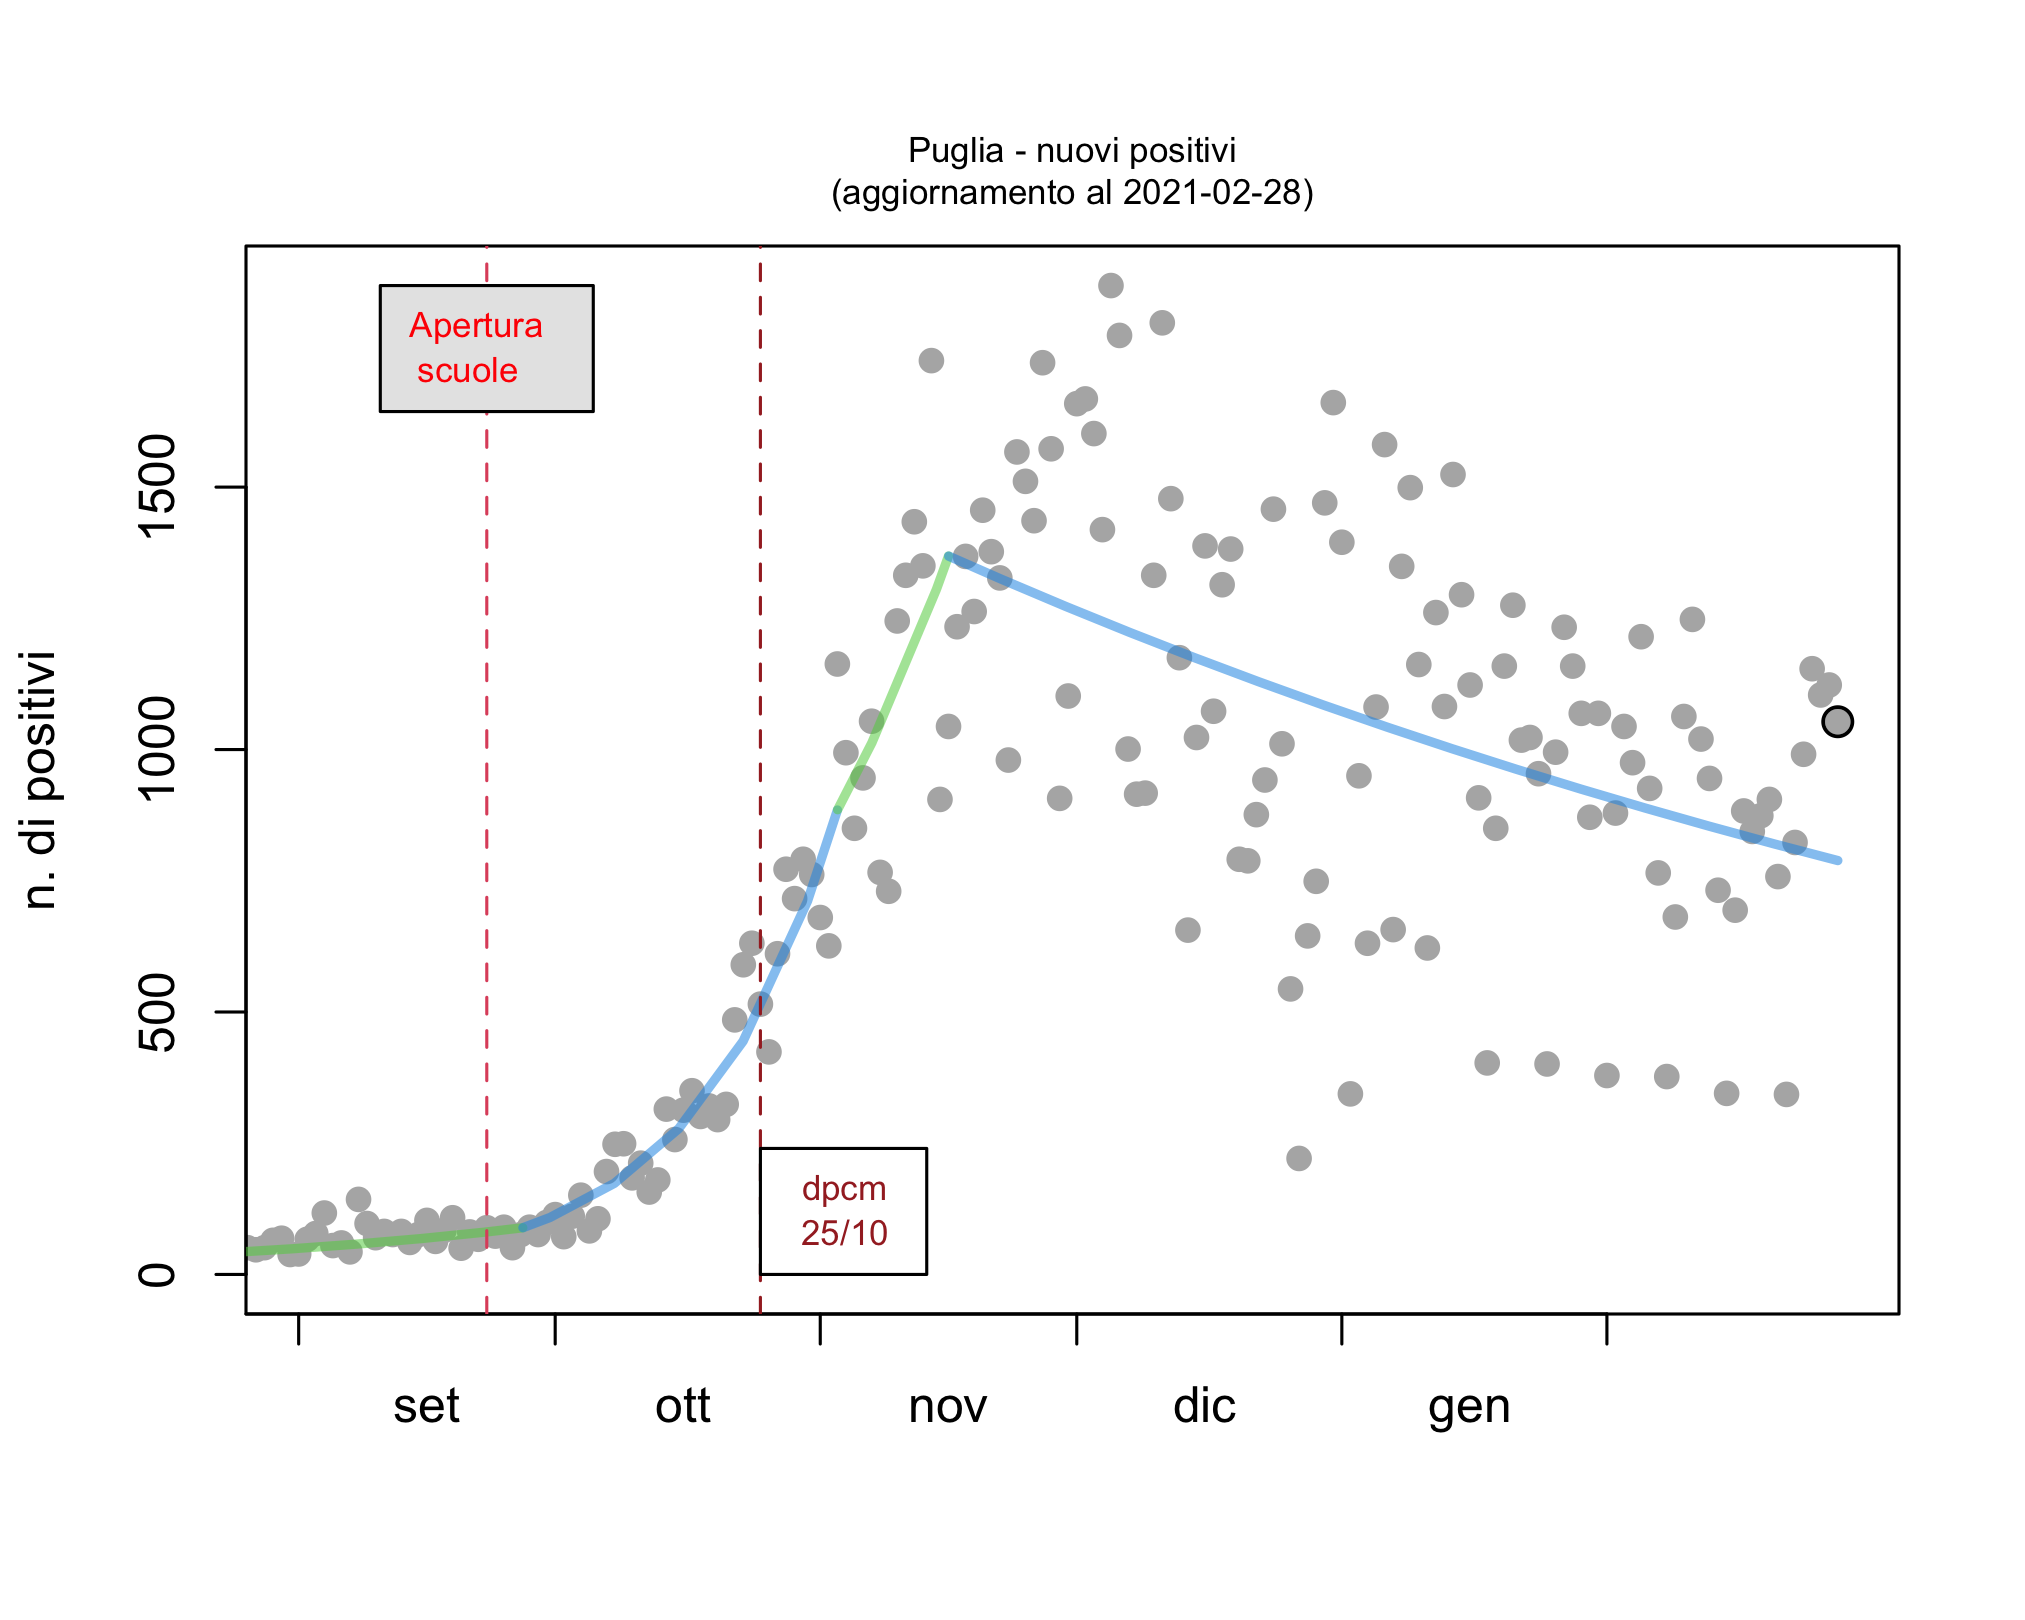 Puglia - nuovi positivi
(aggiornamento al 2021-02-28)
Apertura
scuole
n. di positivi
1500
1000
500
0
dpcm
25/10
set ott nov dic gen